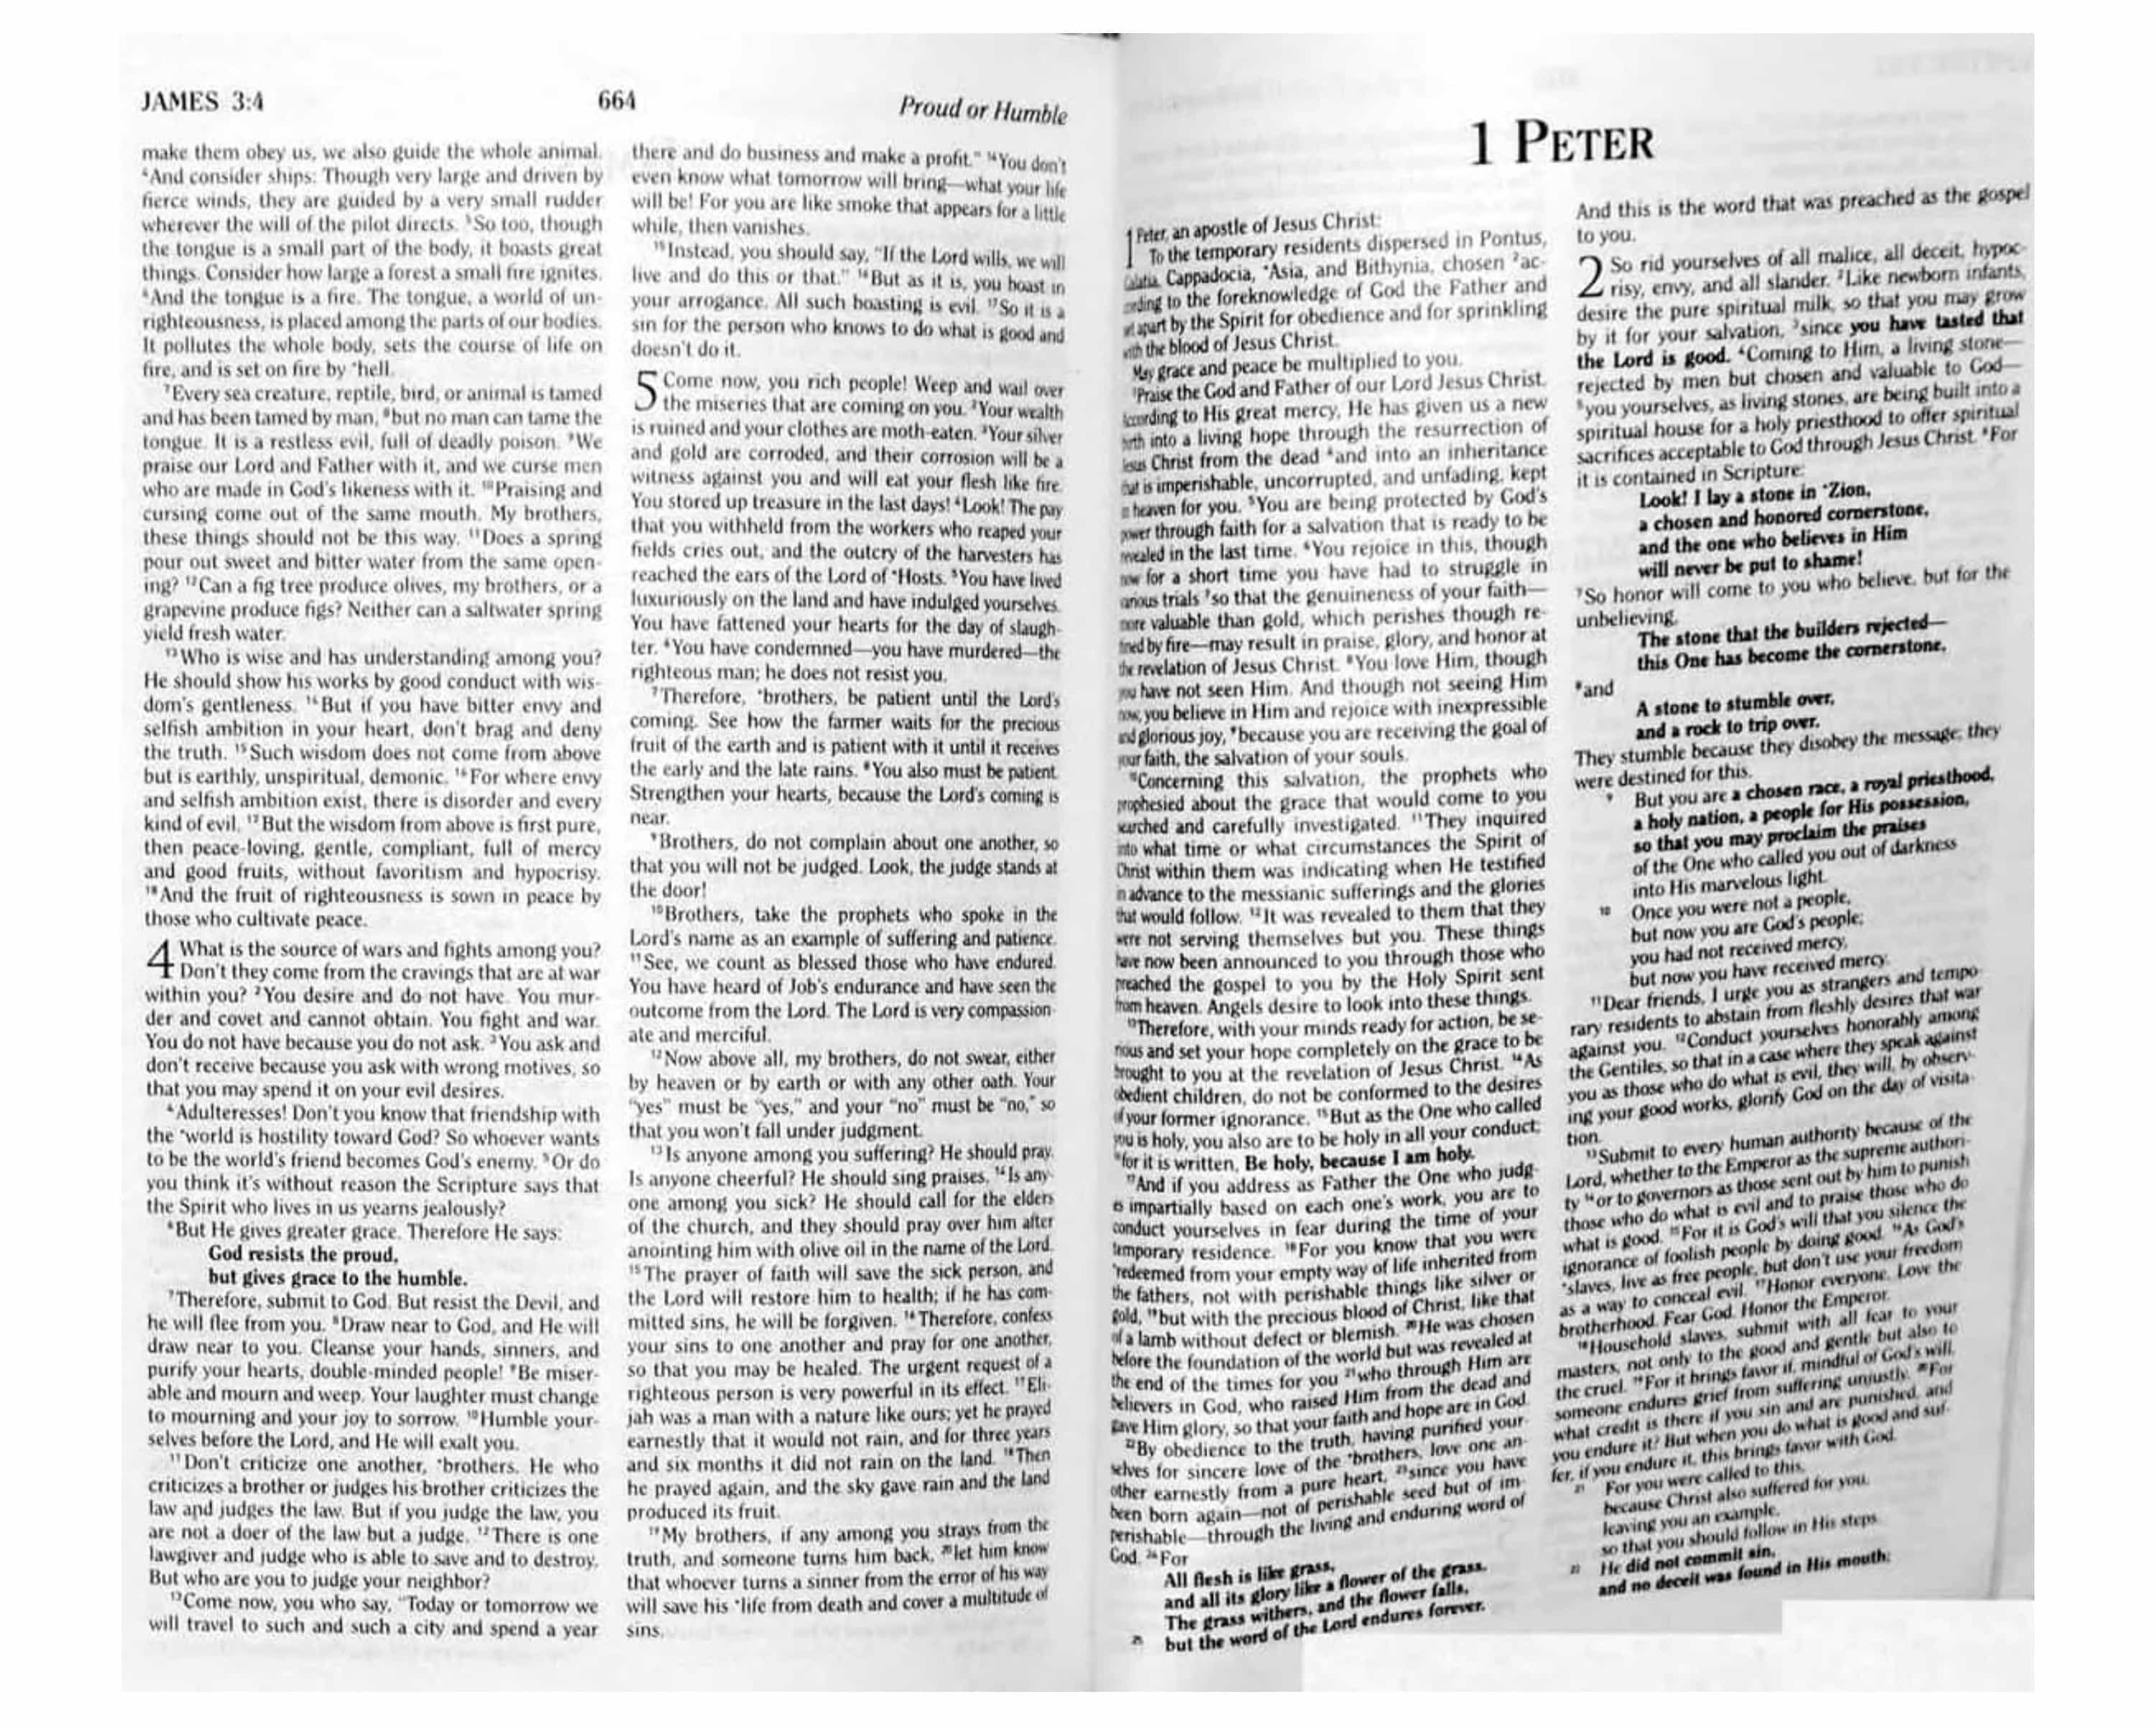 JAMES 3:4
664
Proud or Humble
make them obey us, we also guide the whole animal.
4And consider ships: Though very large and driven by
fierce winds, they are guided by a very small rudder
wherever the will of the pilot directs. 5So too, though
the tongue is a small part of the body, it boasts great
things. Consider how large a forest a small fire ignites.
6And the tongue is a fire. The tongue, a world of un-
righteousness, is placed among the parts of our bodies.
It pollutes the whole body, sets the course of life on
fire, and is set on fire by *hell.
7Every sea creature, reptile, bird, or animal is tamed
and has been tamed by man, 8but no man can tame the
tongue. It is a restless evil, full of deadly poison. 9We
praise our Lord and Father with it, and we curse men
who are made in God's likeness with it. 10Praising and
cursing come out of the same mouth. My brothers,
these things should not be this way. 11Does a spring
pour out sweet and bitter water from the same open-
ing? 12Can a fig tree produce olives, my brothers, or a
grapevine produce figs? Neither can a saltwater spring
yield fresh water.
13Who is wise and has understanding among you?
He should show his works by good conduct with wis-
dom's gentleness. 14But if you have bitter envy and
selfish ambition in your heart, don't brag and deny
the truth. 15Such wisdom does not come from above
but is earthly, unspiritual, demonic. 16For where envy
and selfish ambition exist, there is disorder and every
kind of evil. 17But the wisdom from above is first pure,
then peace-loving, gentle, compliant, full of mercy
and good fruits, without favoritism and hypocrisy.
18And the fruit of righteousness is sown in peace by
those who cultivate peace.
4 What is the source of wars and fights among you?
Don't they come from the cravings that are at war
within you? 2You desire and do not have. You mur-
der and covet and cannot obtain. You fight and war.
You do not have because you do not ask. 3You ask and
don't receive because you ask with wrong motives, so
that you may spend it on your evil desires.
4Adulteresses! Don't you know that friendship with
the *world is hostility toward God? So whoever wants
to be the world's friend becomes God's enemy. 5Or do
you think it's without reason the Scripture says that
the Spirit who lives in us yearns jealously?
6But He gives greater grace. Therefore He says:
God resists the proud,
but gives grace to the humble.
7Therefore, submit to God. But resist the Devil, and
he will flee from you. 8Draw near to God, and He will
draw near to you. Cleanse your hands, sinners, and
purify your hearts, double-minded people! 9Be miser-
able and mourn and weep. Your laughter must change
to mourning and your joy to sorrow. 10Humble your-
selves before the Lord, and He will exalt you.
11Don't criticize one another, *brothers. He who
criticizes a brother or judges his brother criticizes the
law and judges the law. But if you judge the law, you
are not a doer of the law but a judge. 12There is one
lawgiver and judge who is able to save and to destroy.
But who are you to judge your neighbor?
13Come now, you who say, "Today or tomorrow we
will travel to such and such a city and spend a year
there and do business and make a profit." 14You don't
even know what tomorrow will bring—what your life
will be! For you are like smoke that appears for a little
while, then vanishes.
15Instead, you should say, "If the Lord wills, we will
live and do this or that." 16But as it is, you boast in
your arrogance. All such boasting is evil. 17So it is a
sin for the person who knows to do what is good and
doesn't do it.
5 Come now, you rich people! Weep and wail over
the miseries that are coming on you. 2Your wealth
is ruined and your clothes are moth-eaten. 3Your silver
and gold are corroded, and their corrosion will be a
witness against you and will eat your flesh like fire.
You stored up treasure in the last days! 4Look! The pay
that you withheld from the workers who reaped your
fields cries out, and the outcry of the harvesters has
reached the ears of the Lord of *Hosts. 5You have lived
luxuriously on the land and have indulged yourselves.
You have fattened your hearts for the day of slaugh-
ter. 6You have condemned—you have murdered—the
righteous man; he does not resist you.
7Therefore, *brothers, be patient until the Lord's
coming. See how the farmer waits for the precious
fruit of the earth and is patient with it until it receives
the early and the late rains. 8You also must be patient.
Strengthen your hearts, because the Lord's coming is
near.
9Brothers, do not complain about one another, so
that you will not be judged. Look, the judge stands at
the door!
10Brothers, take the prophets who spoke in the
Lord's name as an example of suffering and patience.
11See, we count as blessed those who have endured.
You have heard of Job's endurance and have seen the
outcome from the Lord. The Lord is very compassion-
ate and merciful.
12Now above all, my brothers, do not swear, either
by heaven or by earth or with any other oath. Your
"yes" must be "yes," and your "no" must be "no," so
that you won't fall under judgment.
13Is anyone among you suffering? He should pray.
Is anyone cheerful? He should sing praises. 14Is any-
one among you sick? He should call for the elders
of the church, and they should pray over him after
anointing him with olive oil in the name of the Lord.
15The prayer of faith will save the sick person, and
the Lord will restore him to health; if he has com-
mitted sins, he will be forgiven. 16Therefore, confess
your sins to one another and pray for one another,
so that you may be healed. The urgent request of a
righteous person is very powerful in its effect. 17Eli-
jah was a man with a nature like ours; yet he prayed
earnestly that it would not rain, and for three years
and six months it did not rain on the land. 18Then
he prayed again, and the sky gave rain and the land
produced its fruit.
19My brothers, if any among you strays from the
truth, and someone turns him back, 20let him know
that whoever turns a sinner from the error of his way
will save his *life from death and cover a multitude of
sins.
1 PETER
1 Peter, an apostle of Jesus Christ:
To the temporary residents dispersed in Pontus,
Galatia, Cappadocia, *Asia, and Bithynia, chosen 2ac-
cording to the foreknowledge of God the Father and
set apart by the Spirit for obedience and for sprinkling
with the blood of Jesus Christ.
May grace and peace be multiplied to you.
3Praise the God and Father of our Lord Jesus Christ.
According to His great mercy, He has given us a new
birth into a living hope through the resurrection of
Jesus Christ from the dead 4and into an inheritance
that is imperishable, uncorrupted, and unfading, kept
in heaven for you. 5You are being protected by God's
power through faith for a salvation that is ready to be
revealed in the last time. 6You rejoice in this, though
now for a short time you have had to struggle in
various trials 7so that the genuineness of your faith—
more valuable than gold, which perishes though re-
fined by fire—may result in praise, glory, and honor at
the revelation of Jesus Christ. 8You love Him, though
you have not seen Him. And though not seeing Him
now, you believe in Him and rejoice with inexpressible
and glorious joy, 9because you are receiving the goal of
your faith, the salvation of your souls.
10Concerning this salvation, the prophets who
prophesied about the grace that would come to you
searched and carefully investigated. 11They inquired
into what time or what circumstances the Spirit of
Christ within them was indicating when He testified
in advance to the messianic sufferings and the glories
that would follow. 12It was revealed to them that they
were not serving themselves but you. These things
have now been announced to you through those who
preached the gospel to you by the Holy Spirit sent
from heaven. Angels desire to look into these things.
13Therefore, with your minds ready for action, be se-
rious and set your hope completely on the grace to be
brought to you at the revelation of Jesus Christ. 14As
obedient children, do not be conformed to the desires
of your former ignorance. 15But as the One who called
you is holy, you also are to be holy in all your conduct;
16for it is written, Be holy, because I am holy.
17And if you address as Father the One who judg-
es impartially based on each one's work, you are to
conduct yourselves in fear during the time of your
temporary residence. 18For you know that you were
*redeemed from your empty way of life inherited from
the fathers, not with perishable things like silver or
gold, 19but with the precious blood of Christ, like that
of a lamb without defect or blemish. 20He was chosen
before the foundation of the world but was revealed at
the end of the times for you 21who through Him are
believers in God, who raised Him from the dead and
gave Him glory, so that your faith and hope are in God.
22By obedience to the truth, having purified your-
selves for sincere love of the *brothers, love one an-
other earnestly from a pure heart, 23since you have
been born again—not of perishable seed but of im-
perishable—through the living and enduring word of
God. 24For
All flesh is like grass,
and all its glory like a flower of the grass.
The grass withers, and the flower falls,
25 but the word of the Lord endures forever.
And this is the word that was preached as the gospel
to you.
2 So rid yourselves of all malice, all deceit, hypoc-
risy, envy, and all slander. 2Like newborn infants,
desire the pure spiritual milk, so that you may grow
by it for your salvation, 3since you have tasted that
the Lord is good. 4Coming to Him, a living stone—
rejected by men but chosen and valuable to God—
5you yourselves, as living stones, are being built into a
spiritual house for a holy priesthood to offer spiritual
sacrifices acceptable to God through Jesus Christ. 6For
it is contained in Scripture:
Look! I lay a stone in *Zion,
a chosen and honored cornerstone,
and the one who believes in Him
will never be put to shame!
7So honor will come to you who believe, but for the
unbelieving,
The stone that the builders rejected—
this One has become the cornerstone,
8and
A stone to stumble over,
and a rock to trip over.
They stumble because they disobey the message; they
were destined for this.
9 But you are a chosen race, a royal priesthood,
a holy nation, a people for His possession,
so that you may proclaim the praises
of the One who called you out of darkness
into His marvelous light.
10 Once you were not a people,
but now you are God's people;
you had not received mercy,
but now you have received mercy.
11Dear friends, I urge you as strangers and tempo-
rary residents to abstain from fleshly desires that war
against you. 12Conduct yourselves honorably among
the Gentiles, so that in a case where they speak against
you as those who do what is evil, they will, by observ-
ing your good works, glorify God on the day of visita-
tion.
13Submit to every human authority because of the
Lord, whether to the Emperor as the supreme authori-
ty 14or to governors as those sent out by him to punish
those who do what is evil and to praise those who do
what is good. 15For it is God's will that you silence the
ignorance of foolish people by doing good. 16As God's
*slaves, live as free people, but don't use your freedom
as a way to conceal evil. 17Honor everyone. Love the
brotherhood. Fear God. Honor the Emperor.
18Household slaves, submit with all fear to your
masters, not only to the good and gentle but also to
the cruel. 19For it brings favor if, mindful of God's will,
someone endures grief from suffering unjustly. 20For
what credit is there if you sin and are punished, and
you endure it? But when you do what is good and suf-
fer, if you endure it, this brings favor with God.
21 For you were called to this,
because Christ also suffered for you,
leaving you an example,
so that you should follow in His steps.
22 He did not commit sin,
and no deceit was found in His mouth;